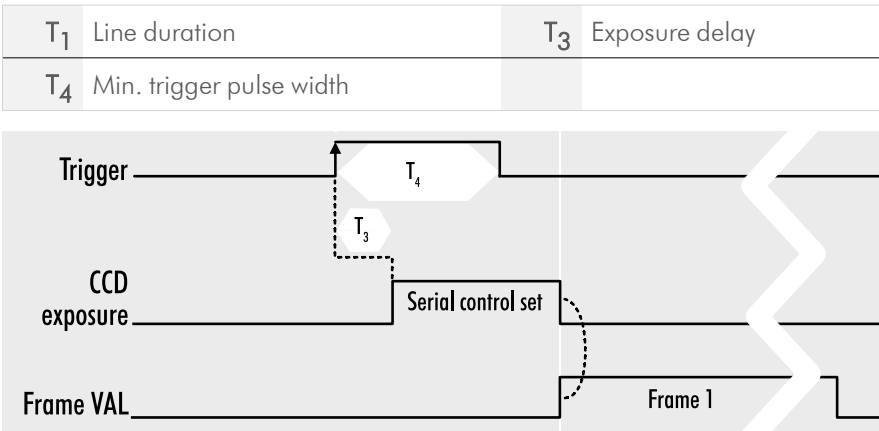 T1 Line duration T3 Exposure delay
T4 Min. trigger pulse width
Trigger T4
T3
CCD
exposure Serial control set
Frame VAL Frame 1